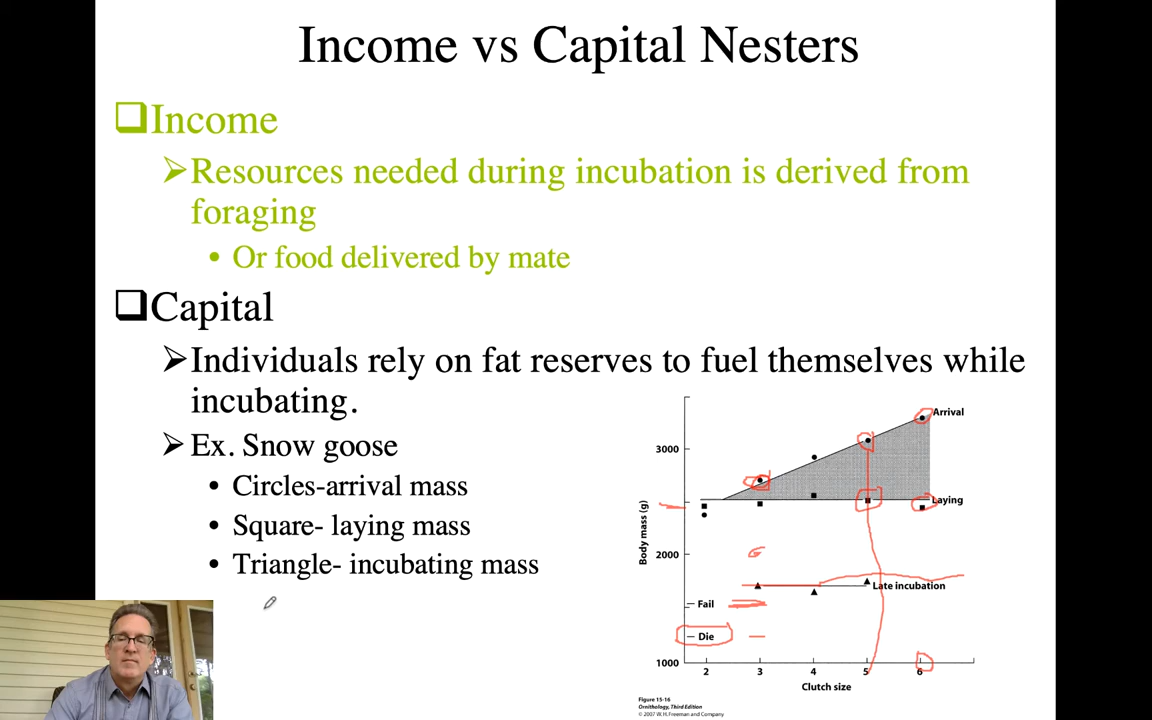 Income vs Capital Nesters
❑Income
➢Resources needed during incubation is derived from
foraging
• Or food delivered by mate
❑Capital
➢Individuals rely on fat reserves to fuel themselves while
incubating.
➢Ex. Snow goose
• Circles-arrival mass
• Square- laying mass
• Triangle- incubating mass
Arrival
3000
Laying
Body mass (g)
2000
Late incubation
Fail
Die
1000
2 3 4 5 6
Clutch size
Figure 15-16
Ornithology, Third Edition
© 2007 W. H. Freeman and Company